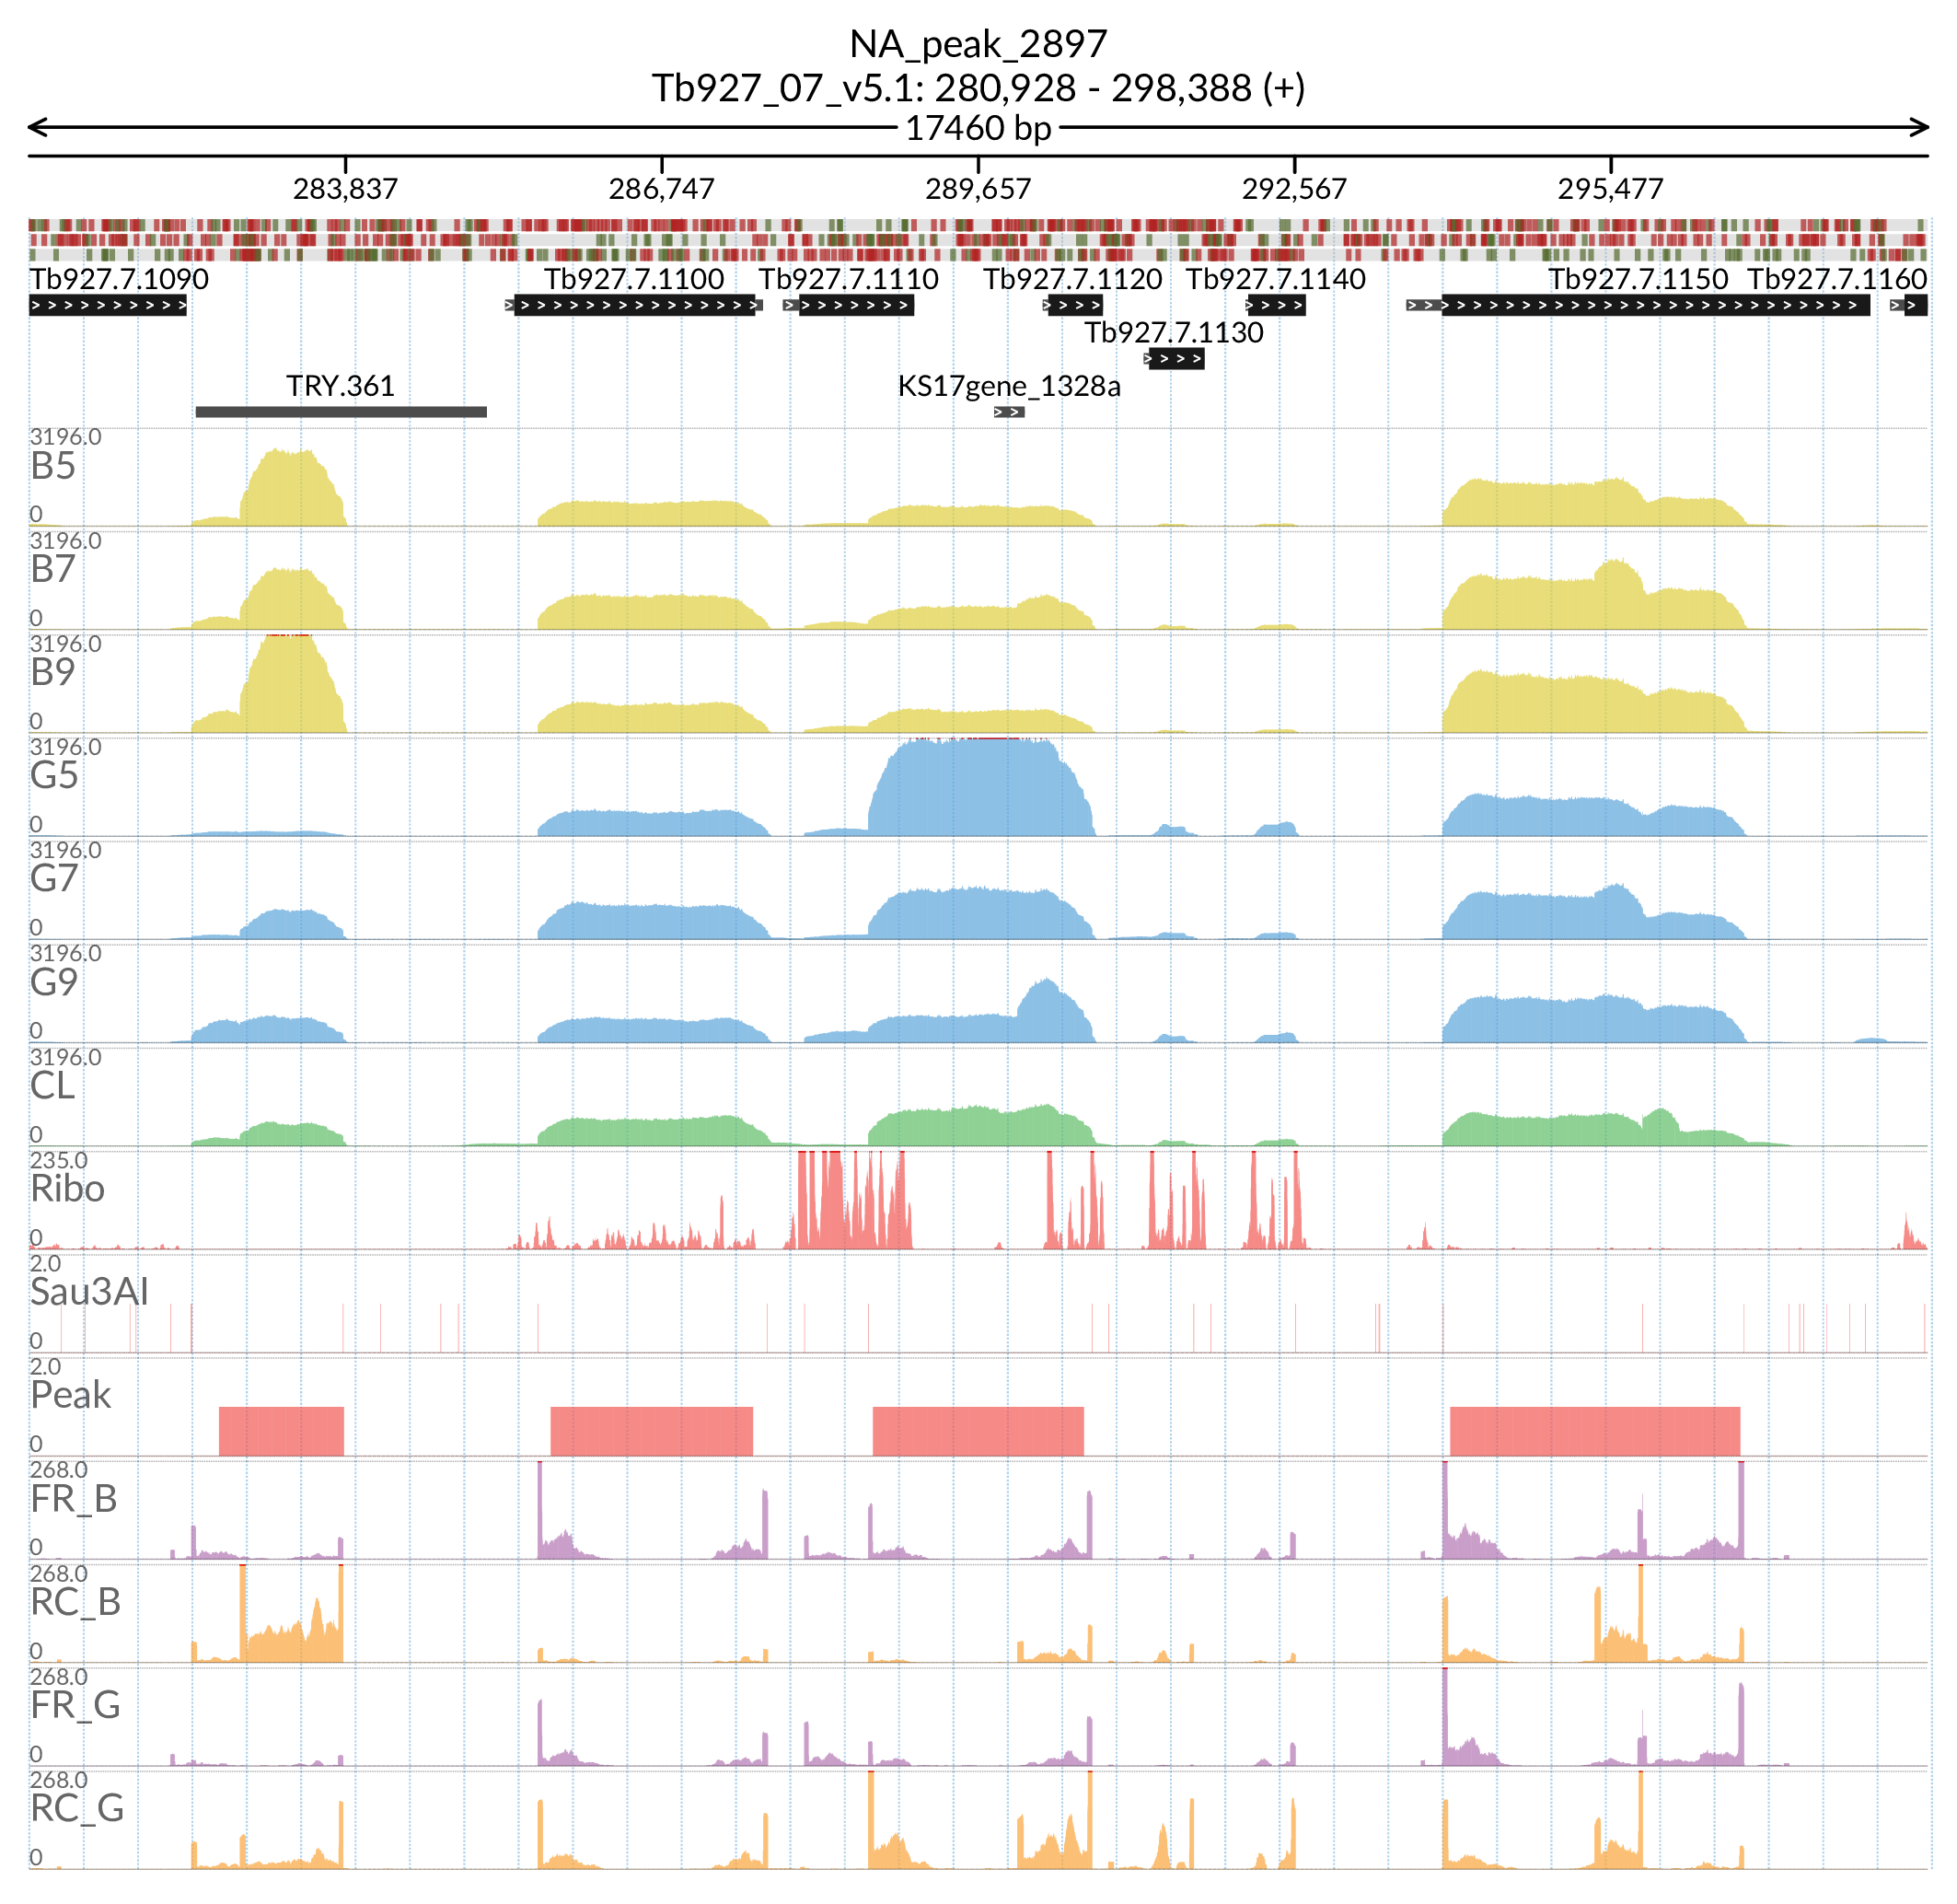 NA_peak_2897
Tb927_07_v5.1: 280,928 - 298,388 (+)
17460 bp
283,837 286,747 289,657 292,567 295,477
Tb927.7.1090 Tb927.7.1100 Tb927.7.1110 Tb927.7.1120 Tb927.7.1140 Tb927.7.1150 Tb927.7.1160
Tb927.7.1130
TRY.361 KS17gene_1328a
3196.0
B5
0
3196.0
B7
0
3196.0
B9
0
3196.0
G5
0
3196.0
G7
0
3196.0
G9
0
3196.0
CL
0
235.0
Ribo
0
2.0
Sau3AI
0
2.0
Peak
0
268.0
FR_B
0
268.0
RC_B
0
268.0
FR_G
0
268.0
RC_G
0